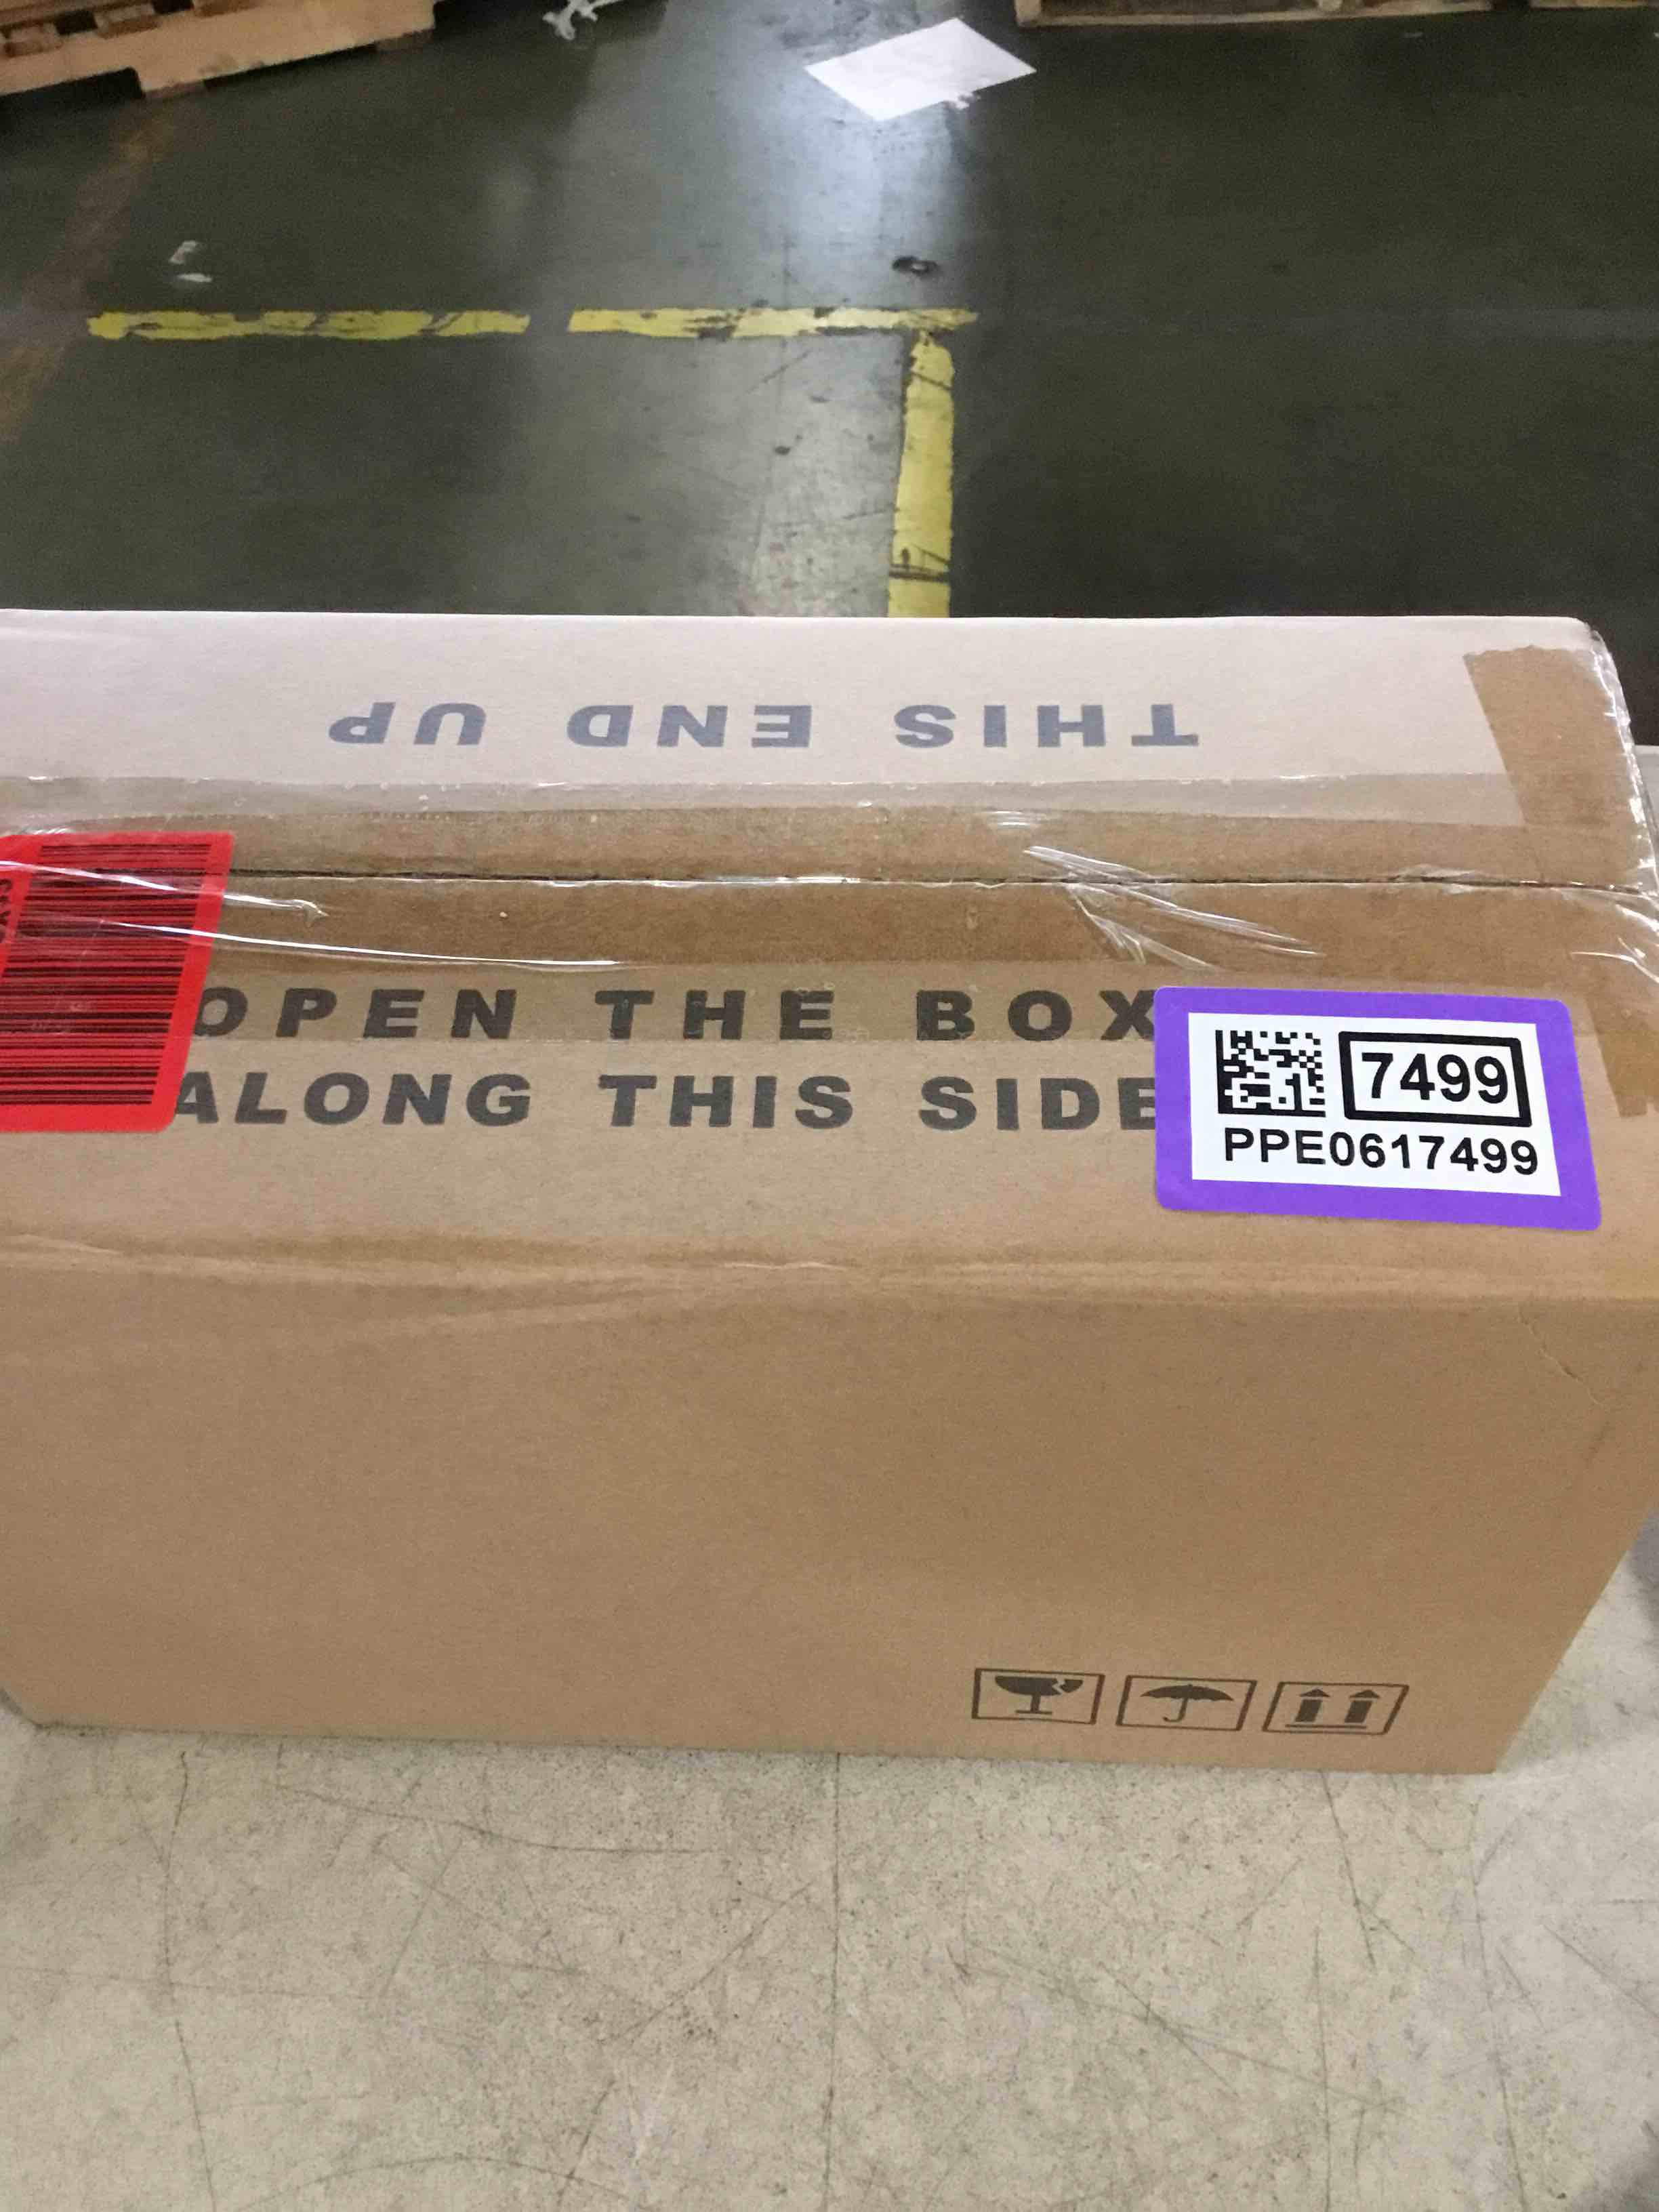 THIS END UP
OPEN THE BOX
ALONG THIS SIDE
7499
PPE0617499